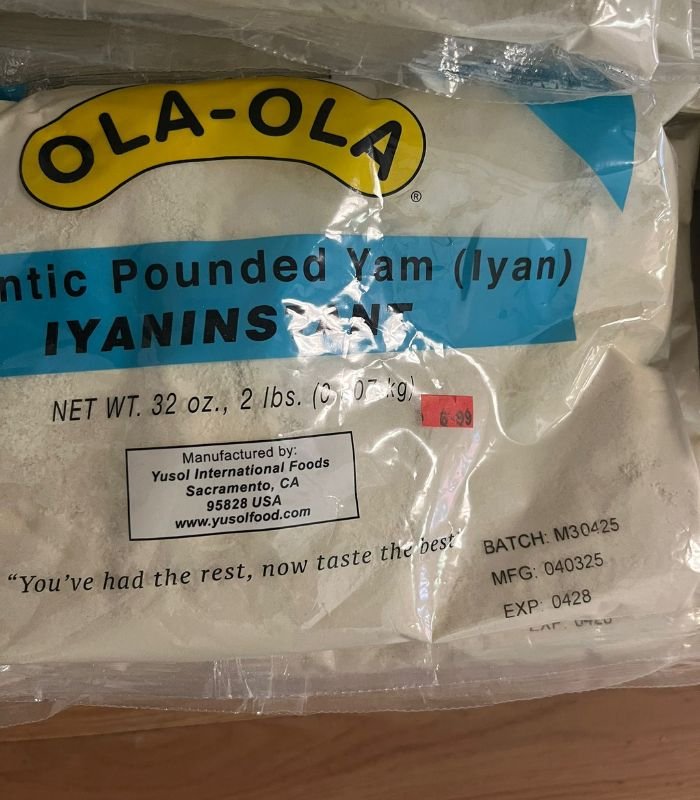 OLA-OLA
®
ntic Pounded Yam (Iyan)
NET WT. 32 oz., 2 lbs. kg)
6.99
Manufactured by:
Yusol International Foods
Sacramento, CA
95828 USA
www.yusolfood.com
“You’ve had the rest, now taste the best”
BATCH: M30425
MFG: 040325
EXP: 0428